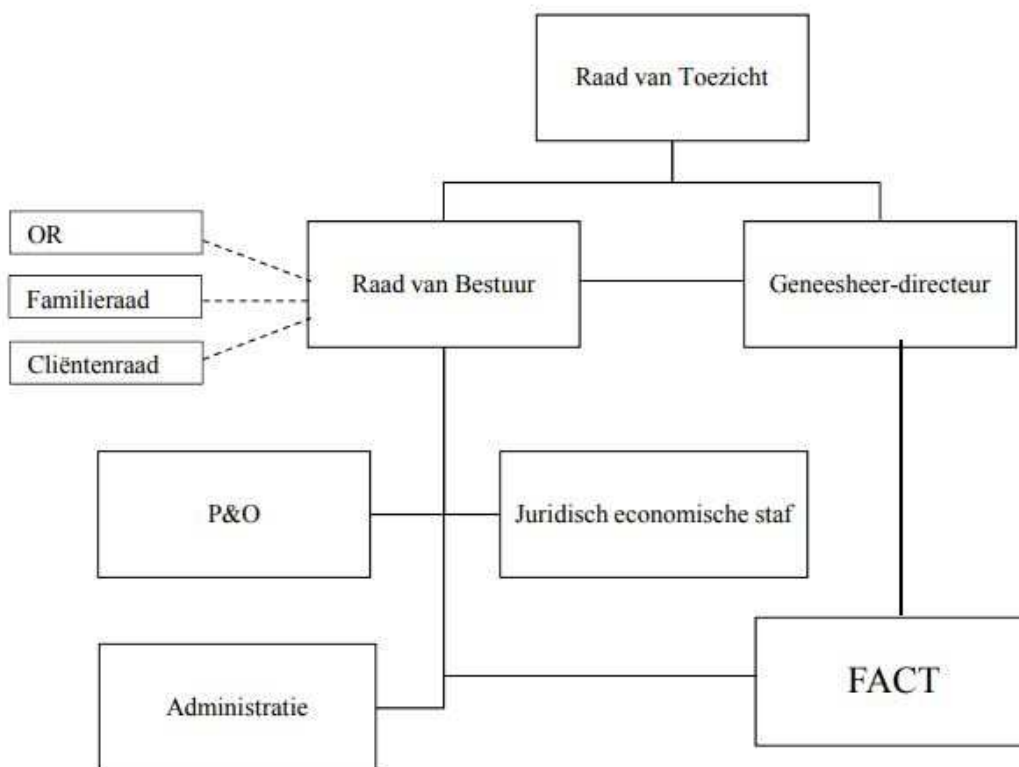 Raad van Toezicht
OR
Familieraad
Cliëntenraad
Raad van Bestuur
Geneesheer-directeur
P&O
Juridisch economische staf
Administratie
FACT